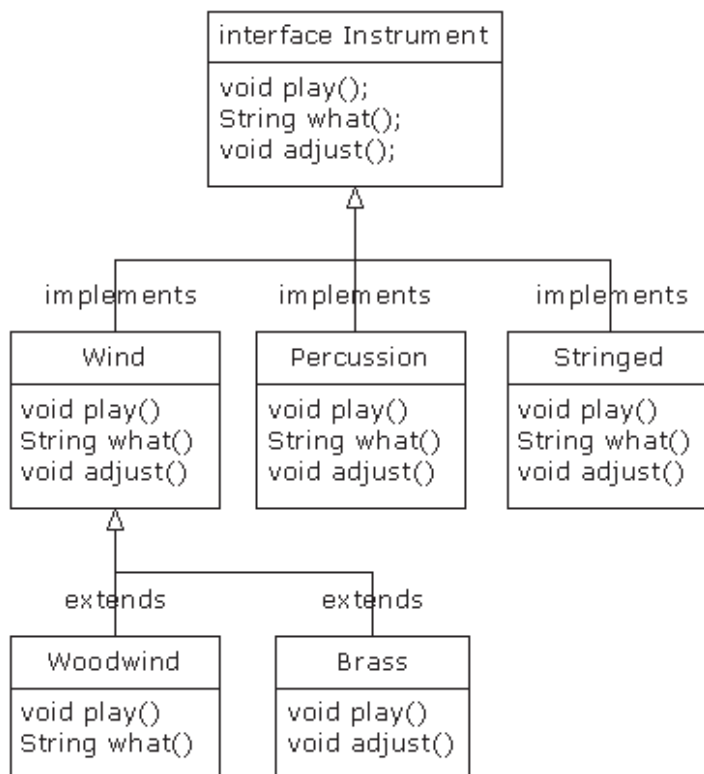 interface Instrument
void play();
String what();
void adjust();
implements
implements
implements
Wind
void play()
String what()
void adjust()
Percussion
void play()
String what()
void adjust()
Stringed
void play()
String what()
void adjust()
extends
extends
Woodwind
void play()
String what()
Brass
void play()
void adjust()